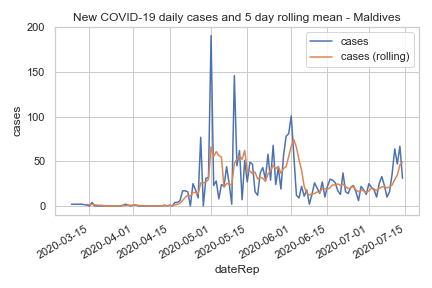 New COVID-19 daily cases and 5 day rolling mean - Maldives
cases
cases (rolling)
200
150
100
50
0
cases
2020-03-15
2020-04-01
2020-04-15
2020-05-01
2020-05-15
2020-06-01
2020-06-15
2020-07-01
2020-07-15
dateRep